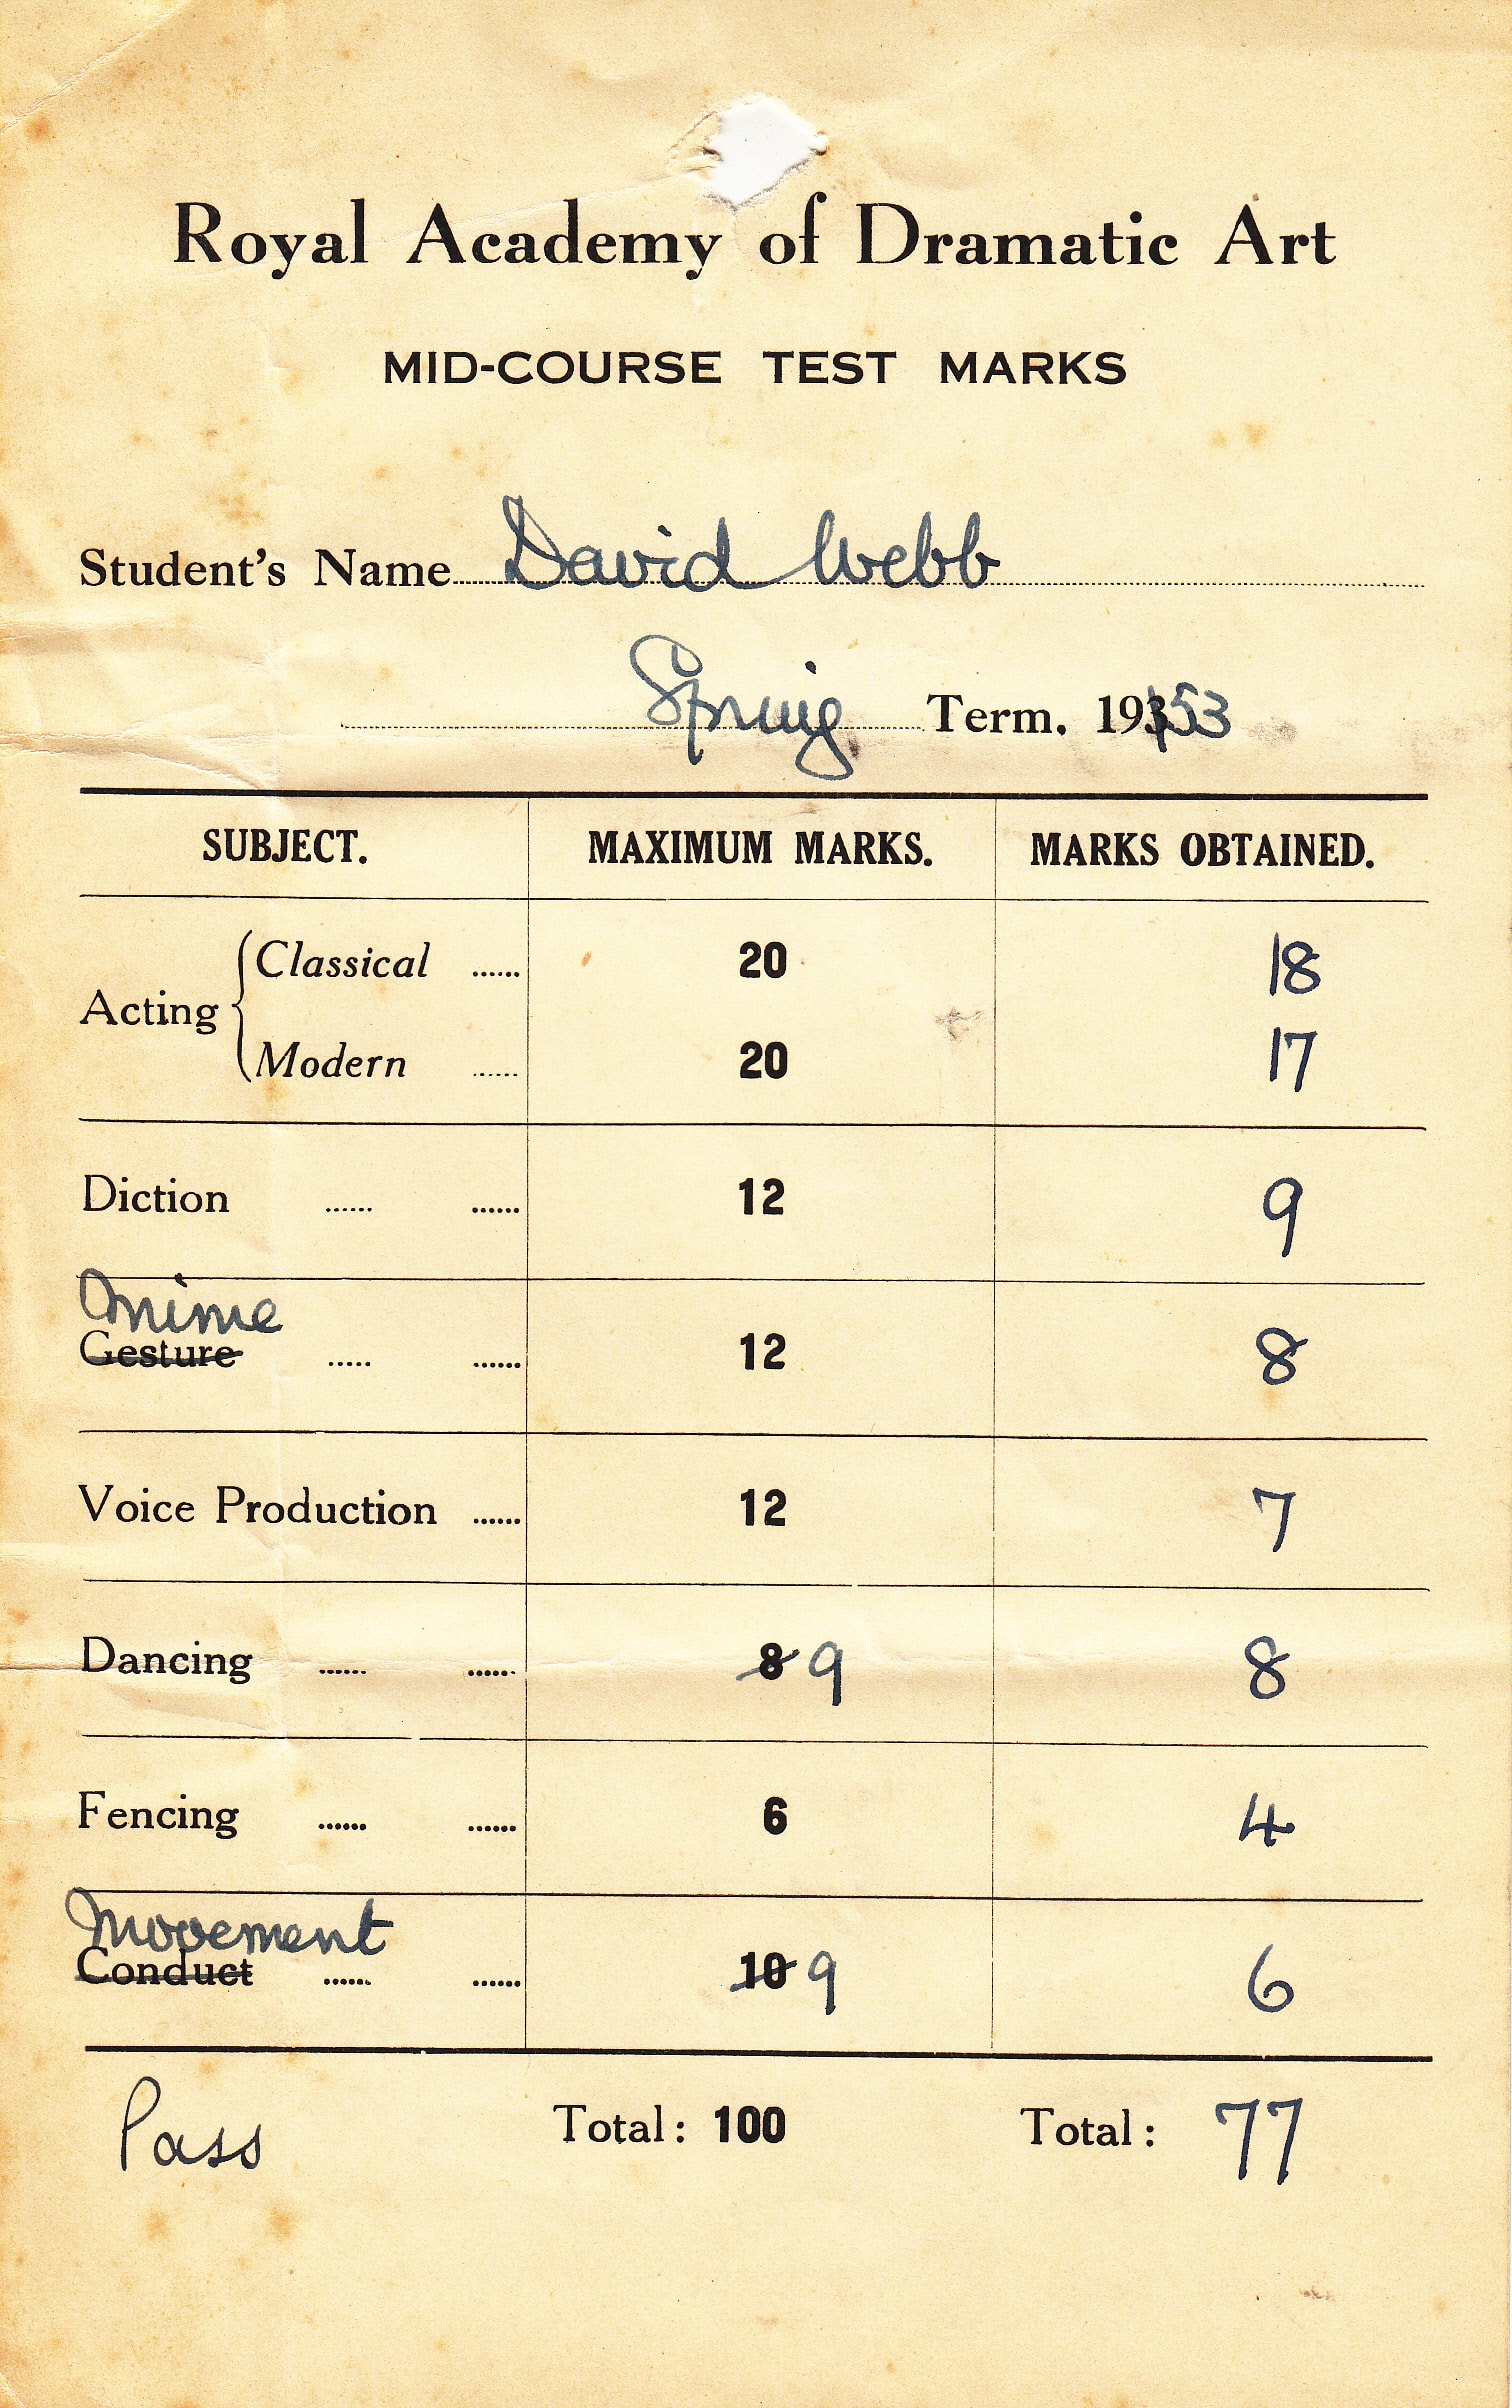 Royal Academy of Dramatic Art
MID-COURSE TEST MARKS
Student's Name David Webb
Spring Term. 19353
SUBJECT. MAXIMUM MARKS. MARKS OBTAINED.
Acting Classical ...... 20 18
Modern ...... 20 17
Diction ...... ...... 12 9
Mime
Gesture ..... ...... 12 8
Voice Production ...... 12 7
Dancing ...... ...... 8 9 8
Fencing ...... ...... 6 4
Movement
Conduct ...... ...... 10 9 6
Pass Total: 100 Total: 77